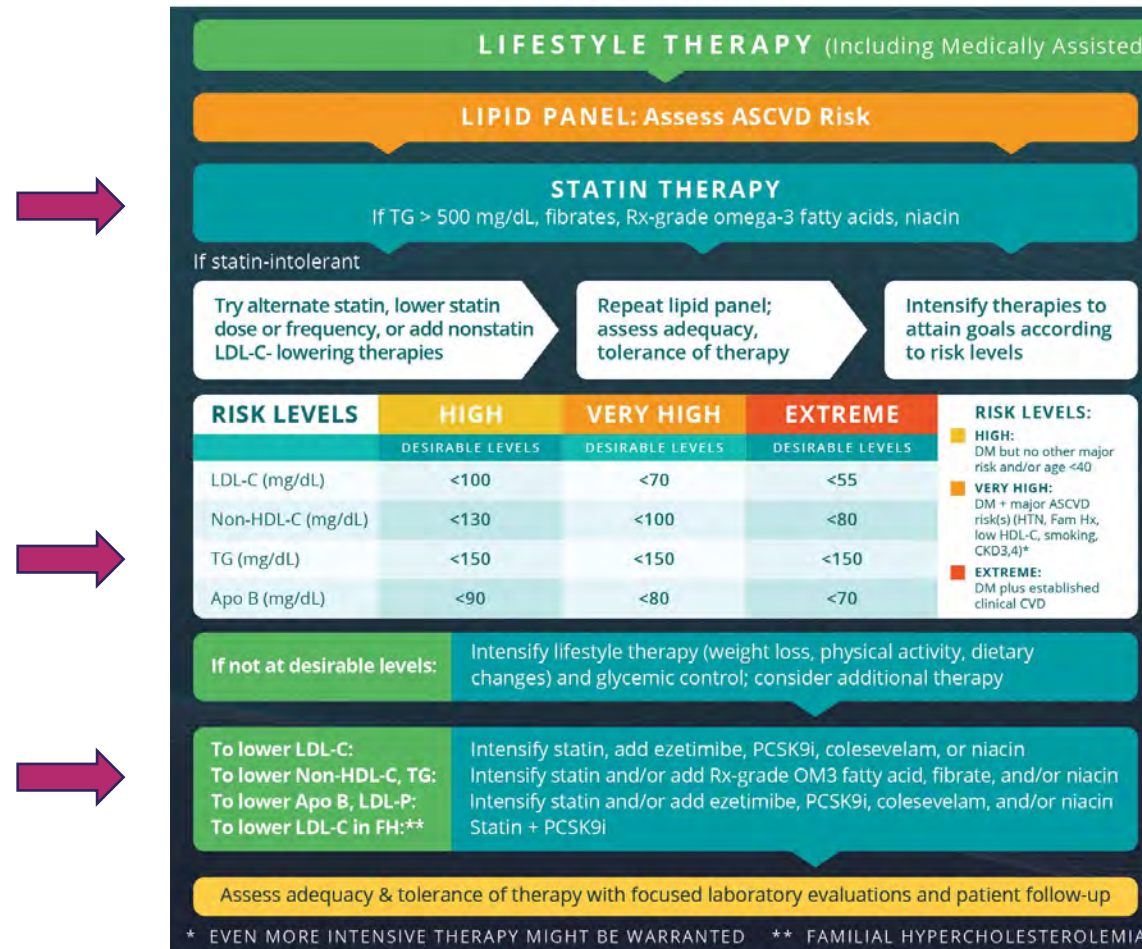 LIFESTYLE THERAPY (Including Medically Assisted
LIPID PANEL: Assess ASCVD Risk
STATIN THERAPY
If TG > 500 mg/dL, fibrates, Rx-grade omega-3 fatty acids, niacin
If statin-intolerant
Try alternate statin, lower statin
dose or frequency, or add nonstatin
LDL-C- lowering therapies
Repeat lipid panel;
assess adequacy,
tolerance of therapy
Intensify therapies to
attain goals according
to risk levels
RISK LEVELS HIGH VERY HIGH EXTREME
DESIRABLE LEVELS DESIRABLE LEVELS DESIRABLE LEVELS
LDL-C (mg/dL) <100 <70 <55
Non-HDL-C (mg/dL) <130 <100 <80
TG (mg/dL) <150 <150 <150
Apo B (mg/dL) <90 <80 <70
RISK LEVELS:
HIGH:
DM but no other major
risk and/or age <40
VERY HIGH:
DM + major ASCVD
risk(s) (HTN, Fam Hx,
low HDL-C, smoking,
CKD3,4)*
EXTREME:
DM plus established
clinical CVD
If not at desirable levels:
Intensify lifestyle therapy (weight loss, physical activity, dietary
changes) and glycemic control; consider additional therapy
To lower LDL-C: Intensify statin, add ezetimibe, PCSK9i, colesevelam, or niacin
To lower Non-HDL-C, TG: Intensify statin and/or add Rx-grade OM3 fatty acid, fibrate, and/or niacin
To lower Apo B, LDL-P: Intensify statin and/or add ezetimibe, PCSK9i, colesevelam, and/or niacin
To lower LDL-C in FH:** Statin + PCSK9i
Assess adequacy & tolerance of therapy with focused laboratory evaluations and patient follow-up
* EVEN MORE INTENSIVE THERAPY MIGHT BE WARRANTED ** FAMILIAL HYPERCHOLESTEROLEMIA